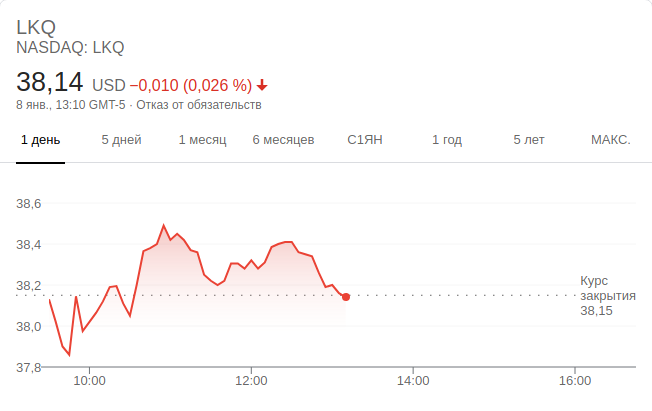 LKQ
NASDAQ: LKQ
38,14 USD −0,010 (0,026 %)
8 янв., 13:10 GMT-5 · Отказ от обязательств
1 день 5 дней 1 месяц 6 месяцев С1ЯН 1 год 5 лет МАКС.
38,6
38,4
38,2
38,0
37,8
Курс
закрытия
38,15
10:00 12:00 14:00 16:00